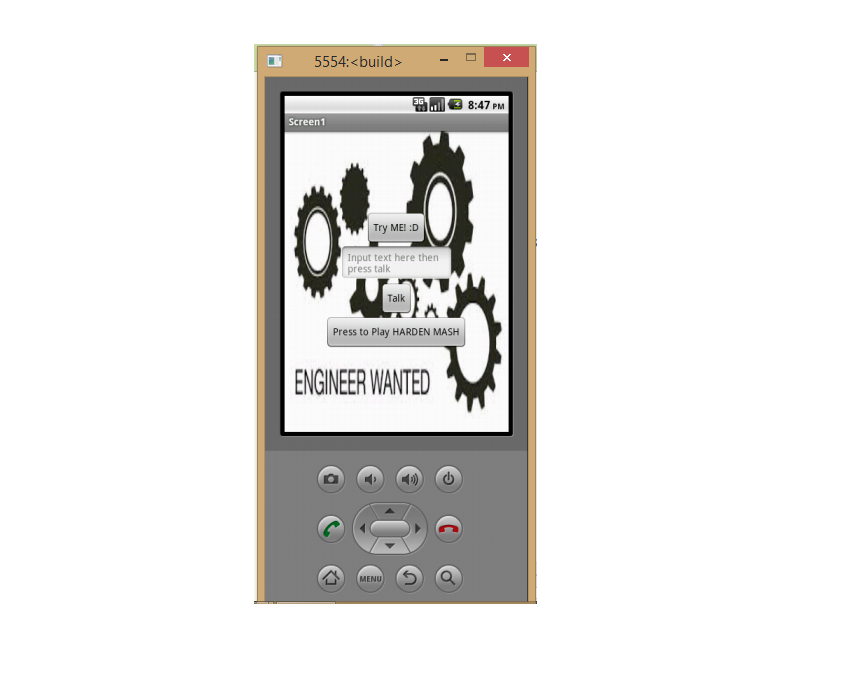 5554:<build>
3G
8:47 PM
Screen1
Try ME! :D
Input text here then
press talk
Talk
Press to Play HARDEN MASH
ENGINEER WANTED
MENU